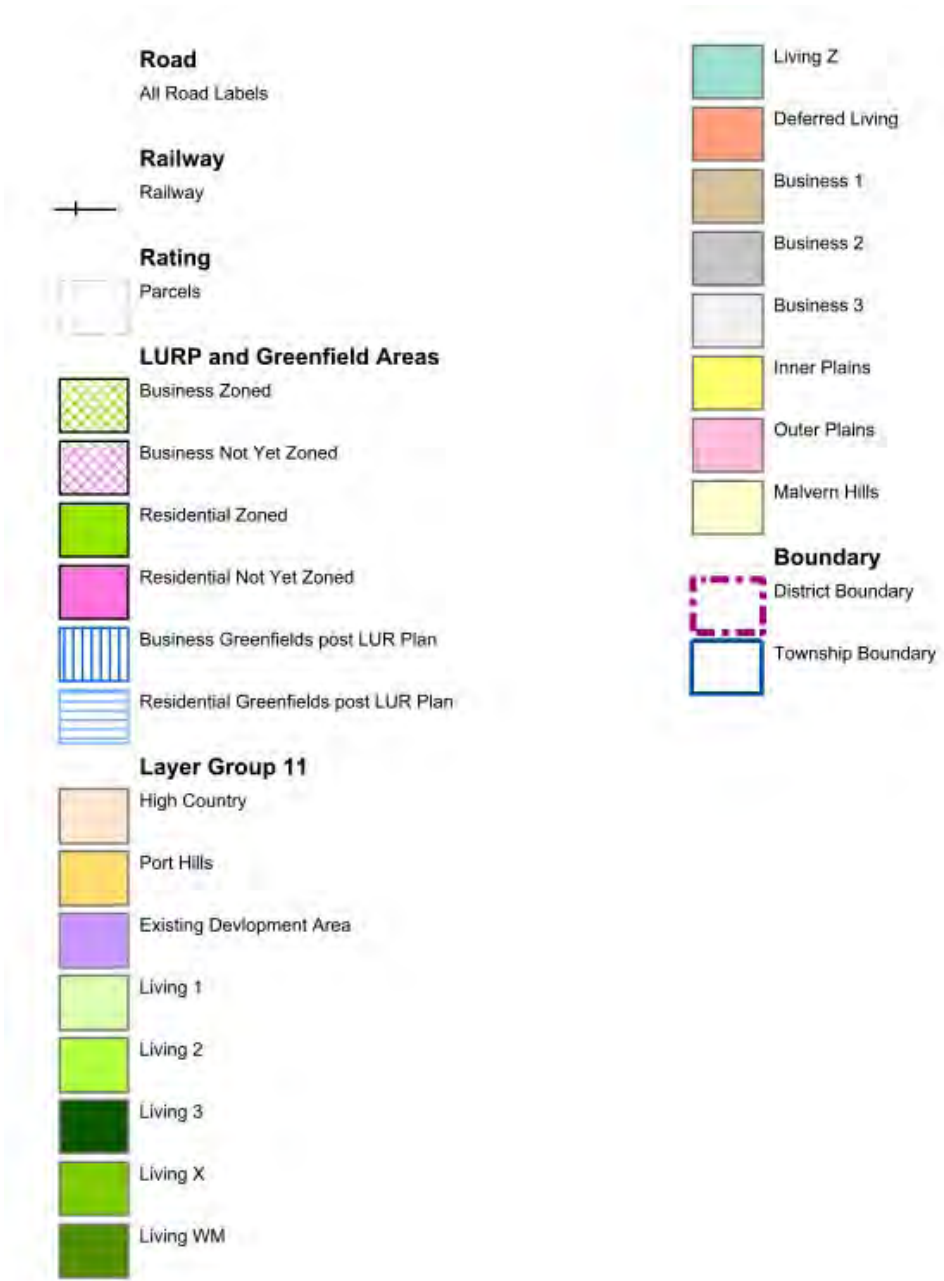 Road
All Road Labels
Railway
Railway
Rating
Parcels
LURP and Greenfield Areas
Business Zoned
Business Not Yet Zoned
Residential Zoned
Residential Not Yet Zoned
Business Greenfields post LUR Plan
Residential Greenfields post LUR Plan
Layer Group 11
High Country
Port Hills
Existing Devlopment Area
Living 1
Living 2
Living 3
Living X
Living WM
Living Z
Deferred Living
Business 1
Business 2
Business 3
Inner Plains
Outer Plains
Malvern Hills
Boundary
District Boundary
Township Boundary